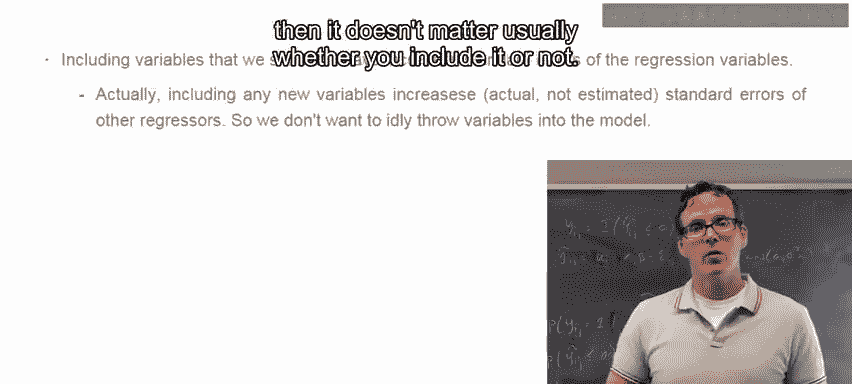 then it doesn't matter usually
whether you include it or not.
· Including variables that we s of the regression variables.
- Actually, including any new variables increasese (actual, not estimated) standard errors of
other regressors. So we don't want to idly throw variables into the model.